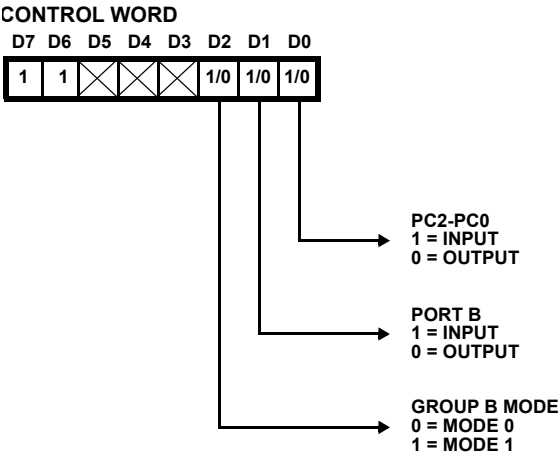 CONTROL WORD
D7 D6 D5 D4 D3 D2 D1 D0
1 1 1/0 1/0 1/0
PC2-PC0
1 = INPUT
0 = OUTPUT
PORT B
1 = INPUT
0 = OUTPUT
GROUP B MODE
0 = MODE 0
1 = MODE 1